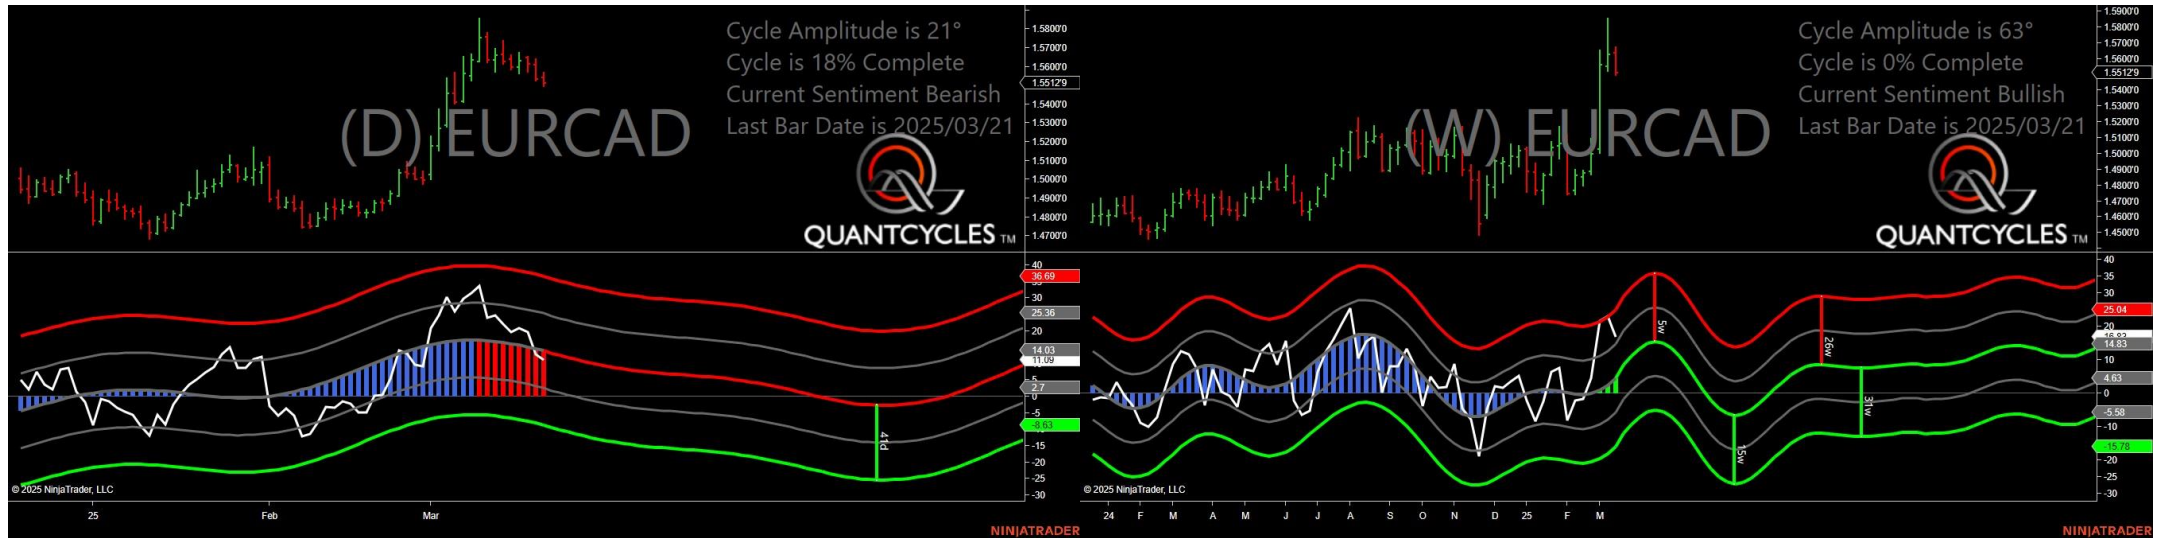 Cycle Amplitude is 21°
Cycle is 18% Complete
Current Sentiment Bearish
Last Bar Date is 2025/03/21
(D) EURCAD
QUANTCYCLES TM
1.5800'0
1.5700'0
1.5600'0
1.5512'9
1.5400'0
1.5300'0
1.5200'0
1.5100'0
1.5000'0
1.4900'0
1.4800'0
1.4700'0
40
36.69
30
25.36
20
14.03
11.09
5
2.7
0
-5
-8.63
-15
-20
-25
-30
41d
© 2025 NinjaTrader, LLC
25 Feb Mar
NINJATRADER
Cycle Amplitude is 63°
Cycle is 0% Complete
Current Sentiment Bullish
Last Bar Date is 2025/03/21
(W) EURCAD
QUANTCYCLES TM
1.5900'0
1.5800'0
1.5700'0
1.5600'0
1.5512'9
1.5400'0
1.5300'0
1.5200'0
1.5100'0
1.5000'0
1.4900'0
1.4800'0
1.4700'0
1.4600'0
1.4500'0
40
35
30
25.04
20
14.83
10
4.63
0
-5.58
-10
-15.78
-20
-25
-30
5w
15w
26w
31w
© 2025 NinjaTrader, LLC
24 F M A M J J A S O N D 25 F M
NINJATRADER